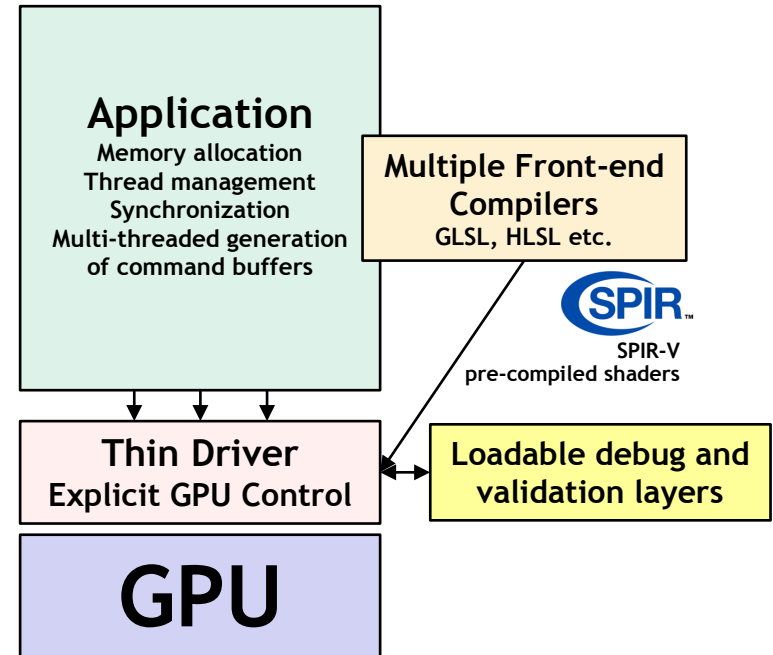 Application
Memory allocation
Thread management
Synchronization
Multi-threaded generation
of command buffers
Multiple Front-end
Compilers
GLSL, HLSL etc.
SPIR™
SPIR-V
pre-compiled shaders
Thin Driver
Explicit GPU Control
Loadable debug and
validation layers
GPU